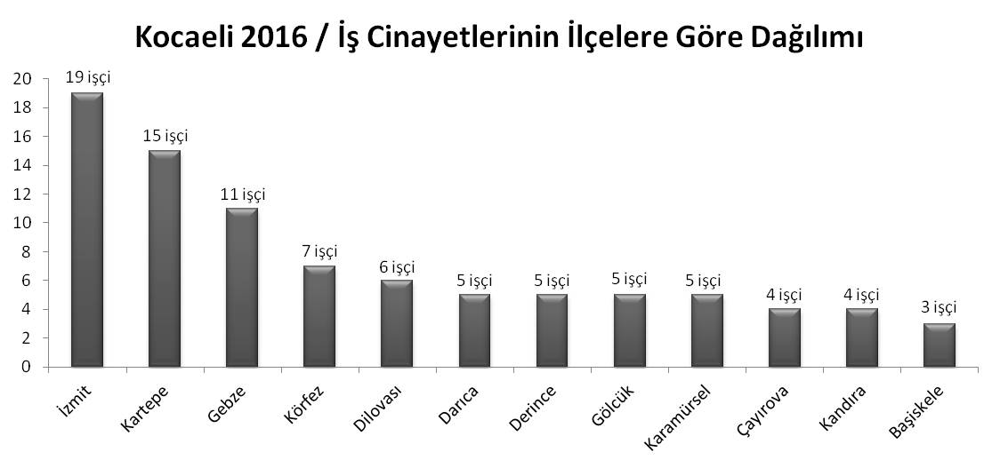 Kocaeli 2016 / İş Cinayetlerinin İlçelere Göre Dağılımı
20
18
16
14
12
10
8
6
4
2
0
19 işçi
15 işçi
11 işçi
7 işçi
6 işçi
5 işçi
5 işçi
5 işçi
5 işçi
4 işçi
4 işçi
3 işçi
İzmit
Kartepe
Gebze
Körfez
Dilovası
Darıca
Derince
Gölcük
Karamürsel
Çayırova
Kandıra
Başiskele